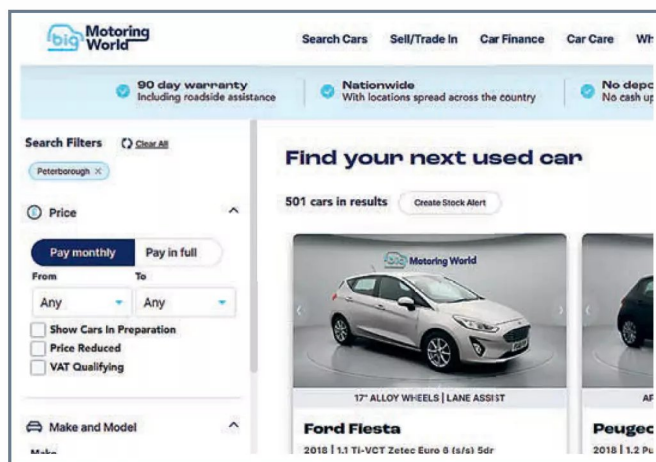 big Motoring World
Search Cars Sell/Trade In Car Finance Car Care Wh
90 day warranty
Including roadside assistance
Nationwide
With locations spread across the country
No depo
No cash up
Search Filters Clear All
Peterborough ×
Price
Pay monthly Pay in full
From To
Any Any
Show Cars In Preparation
Price Reduced
VAT Qualifying
Make and Model
Make
Find your next used car
501 cars in results Create Stock Alert
big Motoring World
17" ALLOY WHEELS | LANE ASSIST
Ford Fiesta
2018 | 1.1 Ti-VCT Zetec Euro 6 (s/s) 5dr
AF
Peugeo
2018 | 1.2 Pu